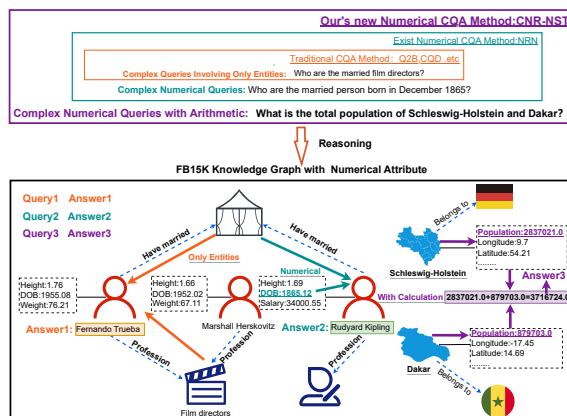 Our's new Numerical CQA Method:CNR-NST
Exist Numerical CQA Method:NRN
Traditional CQA Method: Q2B,CQD .etc
Complex Queries Involving Only Entities: Who are the married film directors?
Complex Numerical Queries: Who are the married person born in December 1865?
Complex Numerical Queries with Arithmetic: What is the total population of Schleswig-Holstein and Dakar?
Reasoning
FB15K Knowledge Graph with Numerical Attribute
Query1 Answer1
Query2 Answer2
Query3 Answer3
Have married
Have married
Only Entities
Numerical
Belongs to
Population:2837021.0
Longitude:9.7
Latitude:54.21
........
Schleswig-Holstein
Answer3
With Calculation
2837021.0+879703.0=3716724.0
Height:1.76
DOB:1955.08
Weight:76.21
Height:1.66
DOB:1952.02
Weight:67.11
Height:1.69
DOB:1865.12
Salary:34000.55
Answer1:
Fernando Trueba
Marshall Herskovitz
Answer2:
Rudyard Kipling
Population:879703.0
Longitude:-17.45
Latitude:14.69
........
Dakar
Belongs to
Profession
Profession
Profession
Film directors